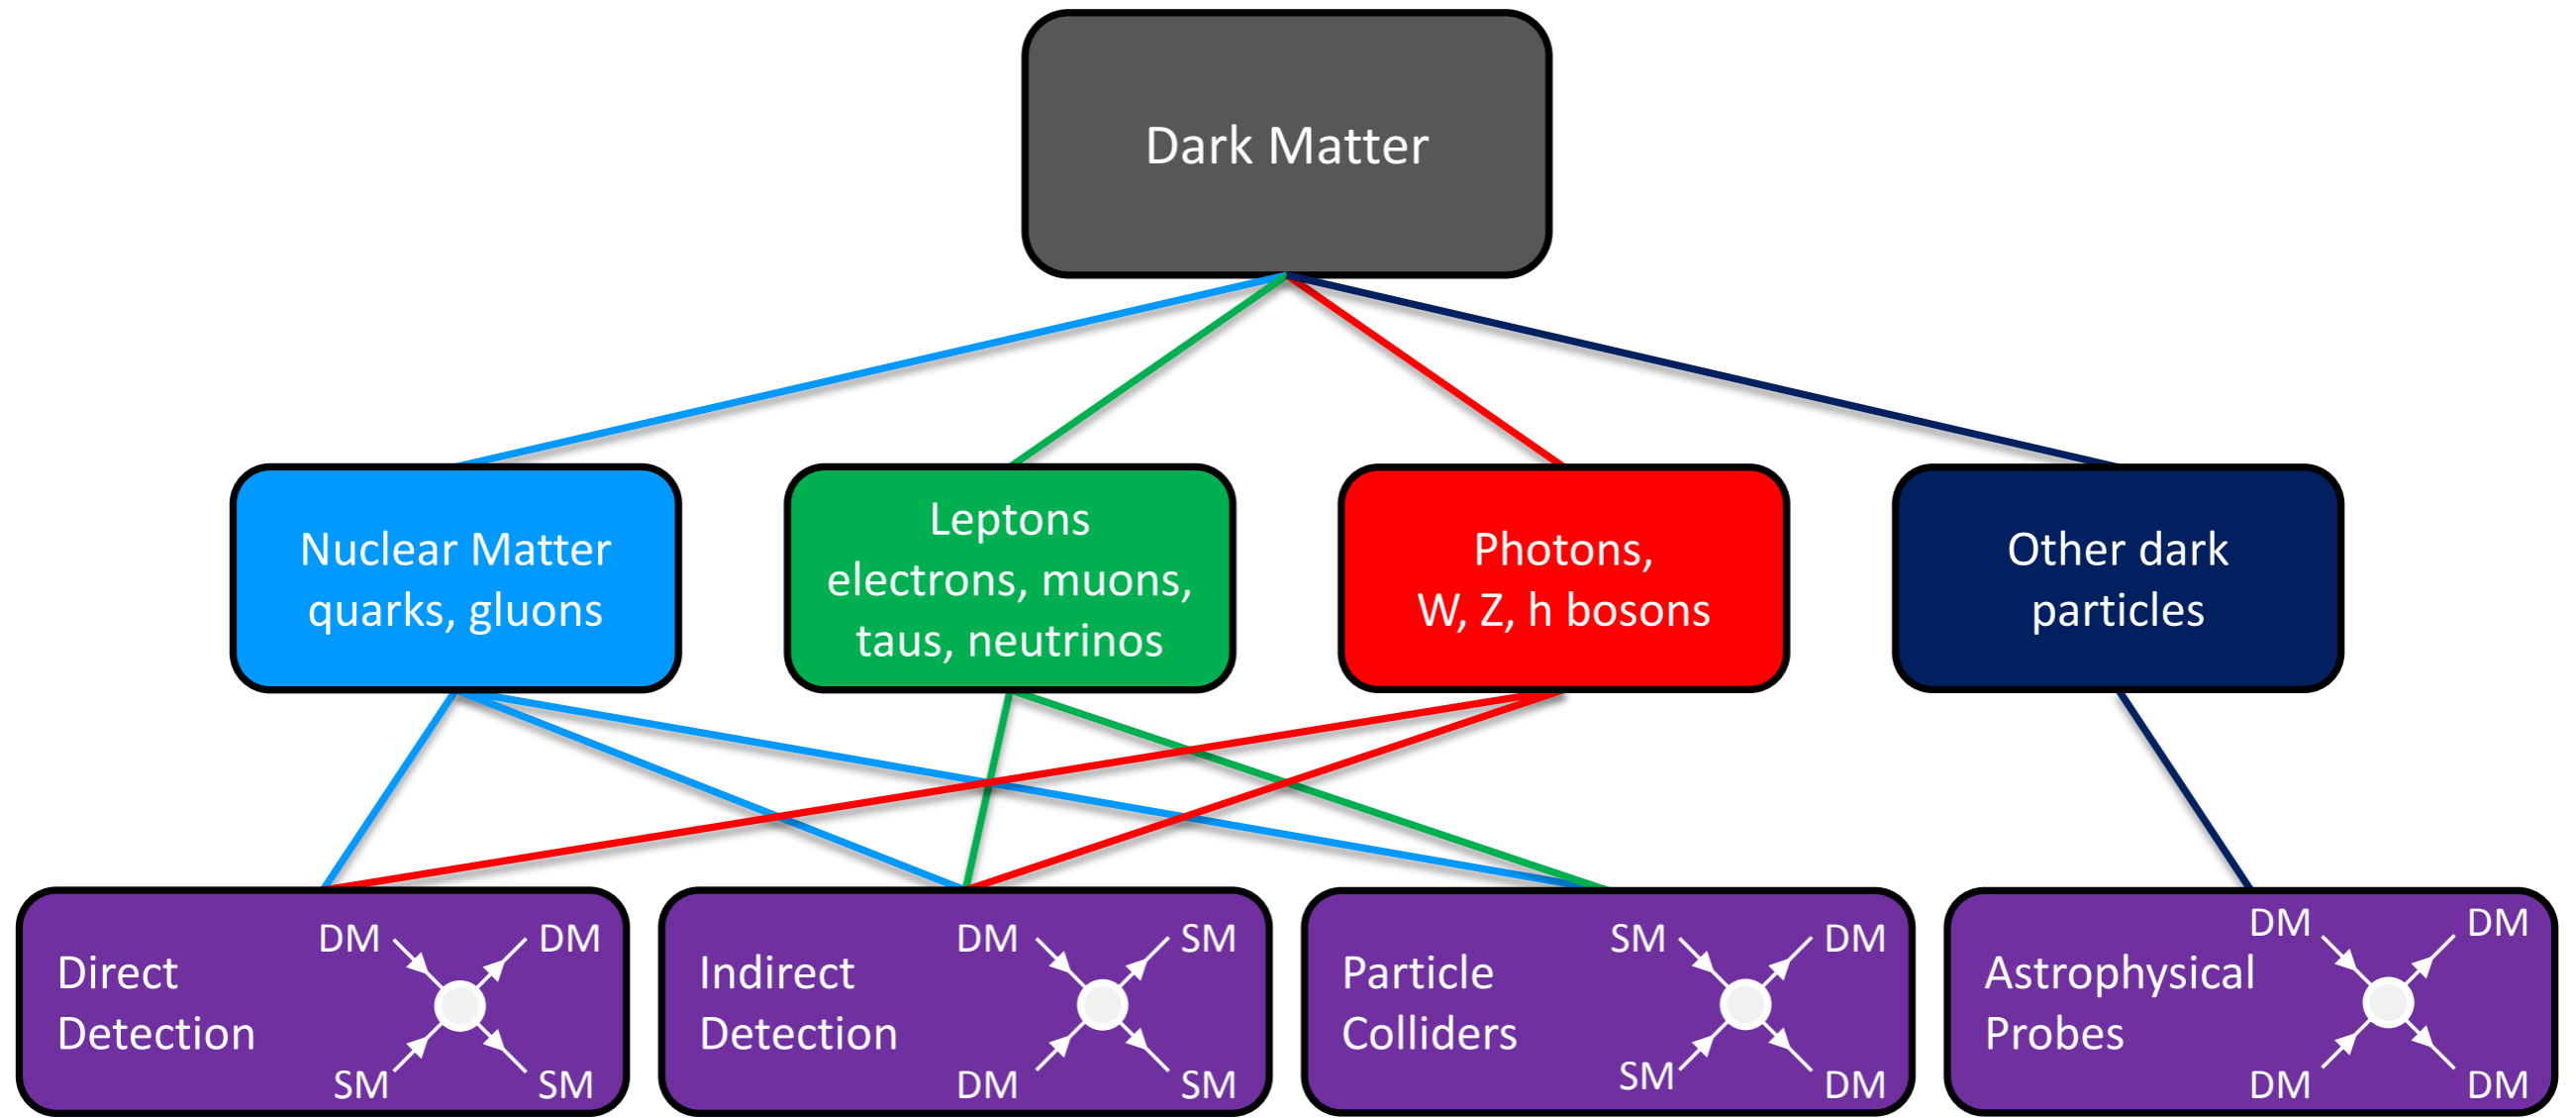 Dark Matter
Nuclear Matter
quarks, gluons
Leptons
electrons, muons,
taus, neutrinos
Photons,
W, Z, h bosons
Other dark
particles
Direct
Detection
DM
DM
SM
SM
Indirect
Detection
DM
SM
DM
SM
Particle
Colliders
SM
DM
SM
DM
Astrophysical
Probes
DM
DM
DM
DM